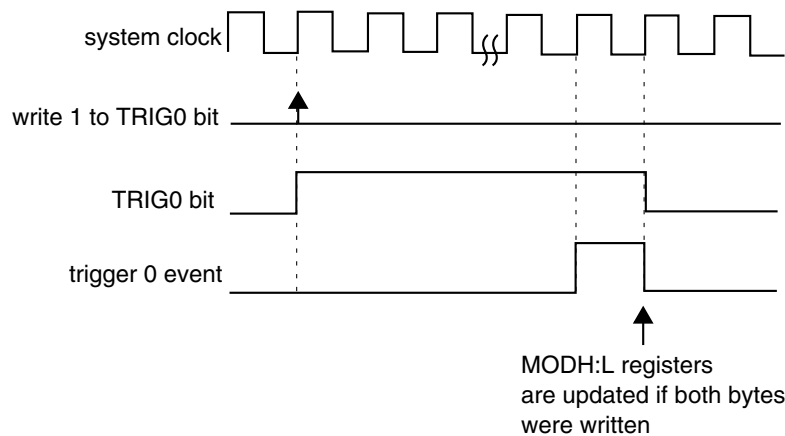 system clock
write 1 to TRIG0 bit
TRIG0 bit
trigger 0 event
MODH:L registers
are updated if both bytes
were written